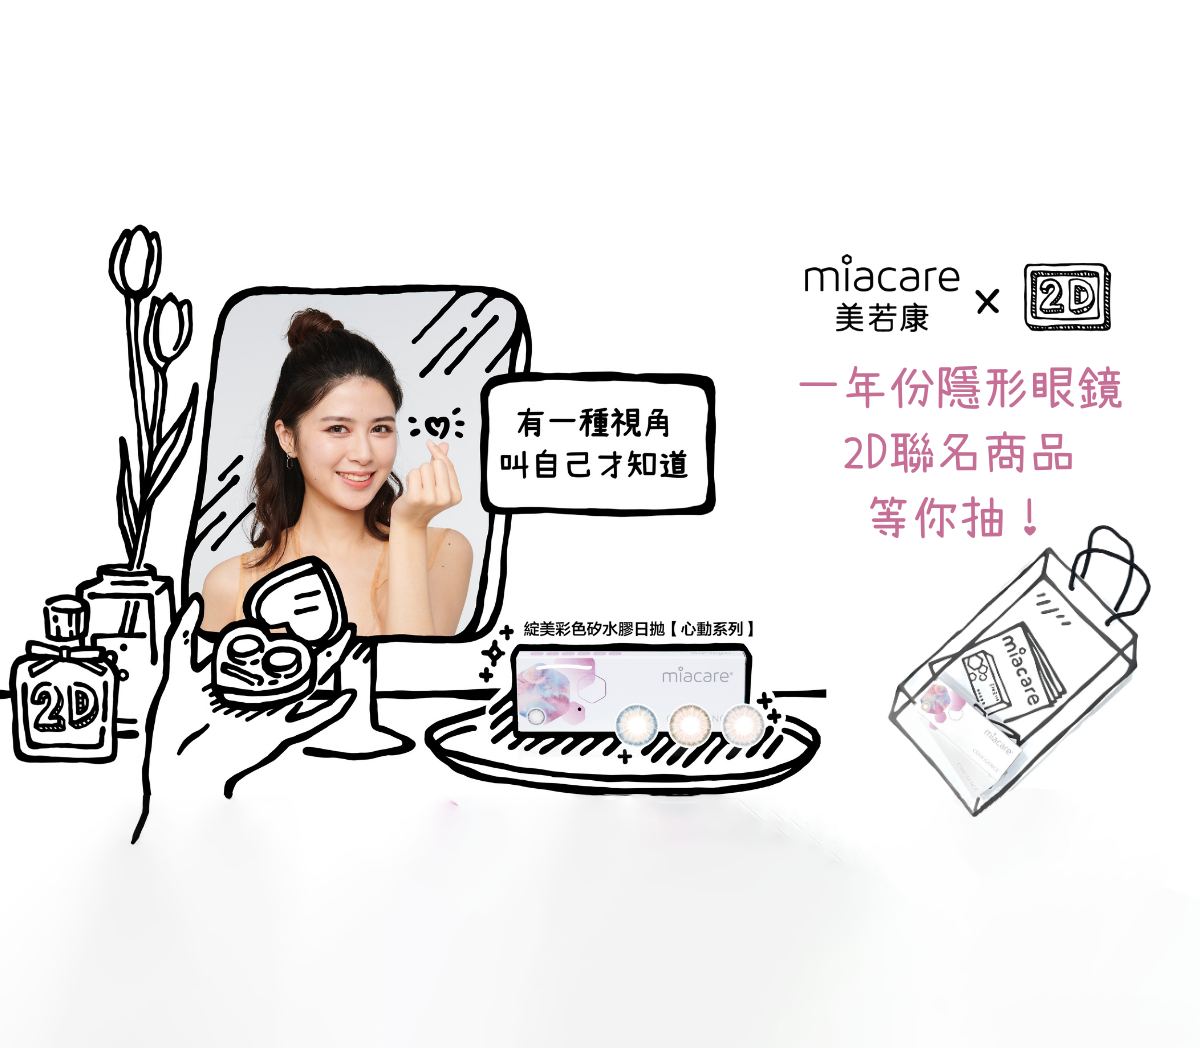 miacare
美若康
×
2D
一年份隱形眼鏡
2D聯名商品
等你抽！
有一種視角
叫自己才知道
綻美彩色矽水膠日拋【心動系列】
miacare®
2D
miacare
miacare